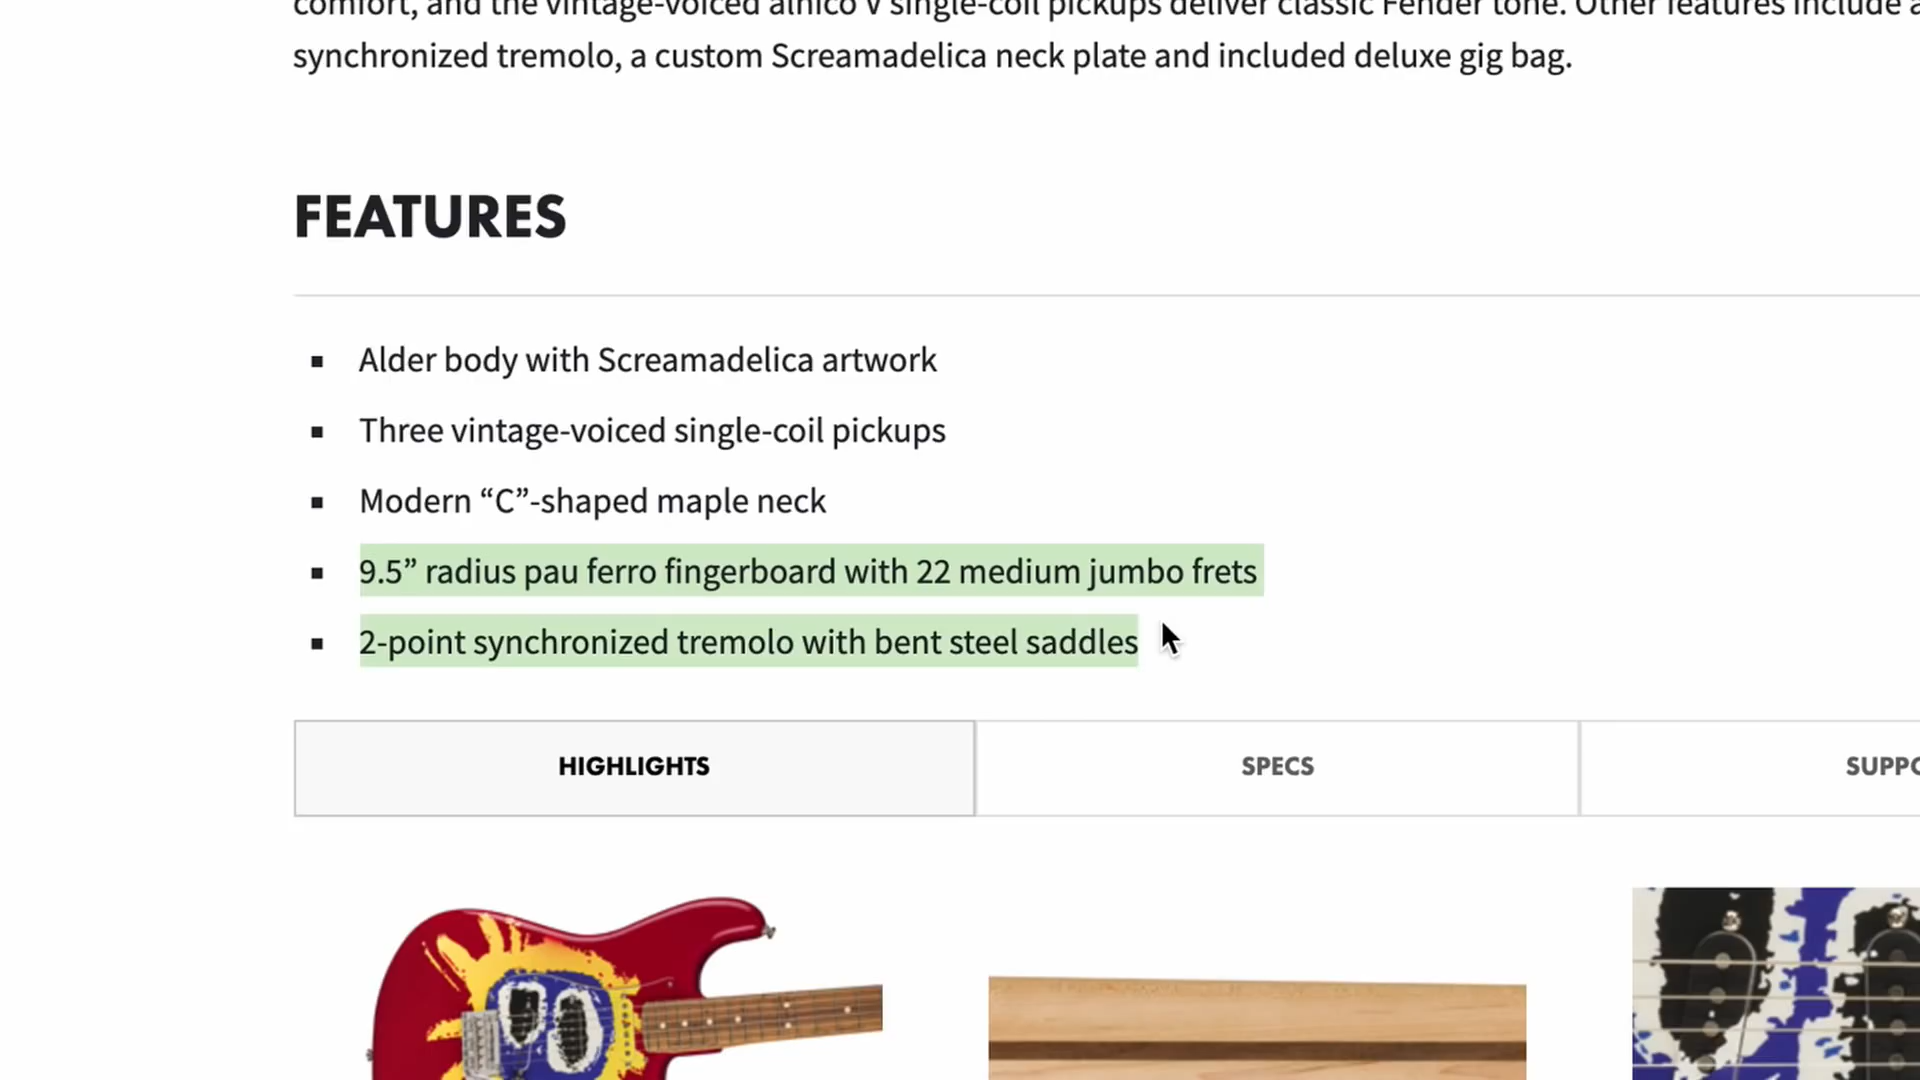 comfort, and the vintage-voiced alnico V single-coil pickups deliver classic Fender tone. Other features include a
synchronized tremolo, a custom Screamadelica neck plate and included deluxe gig bag.
FEATURES
▪ Alder body with Screamadelica artwork
▪ Three vintage-voiced single-coil pickups
▪ Modern “C”-shaped maple neck
▪ 9.5” radius pau ferro fingerboard with 22 medium jumbo frets
▪ 2-point synchronized tremolo with bent steel saddles
HIGHLIGHTS
SPECS
SUPPO